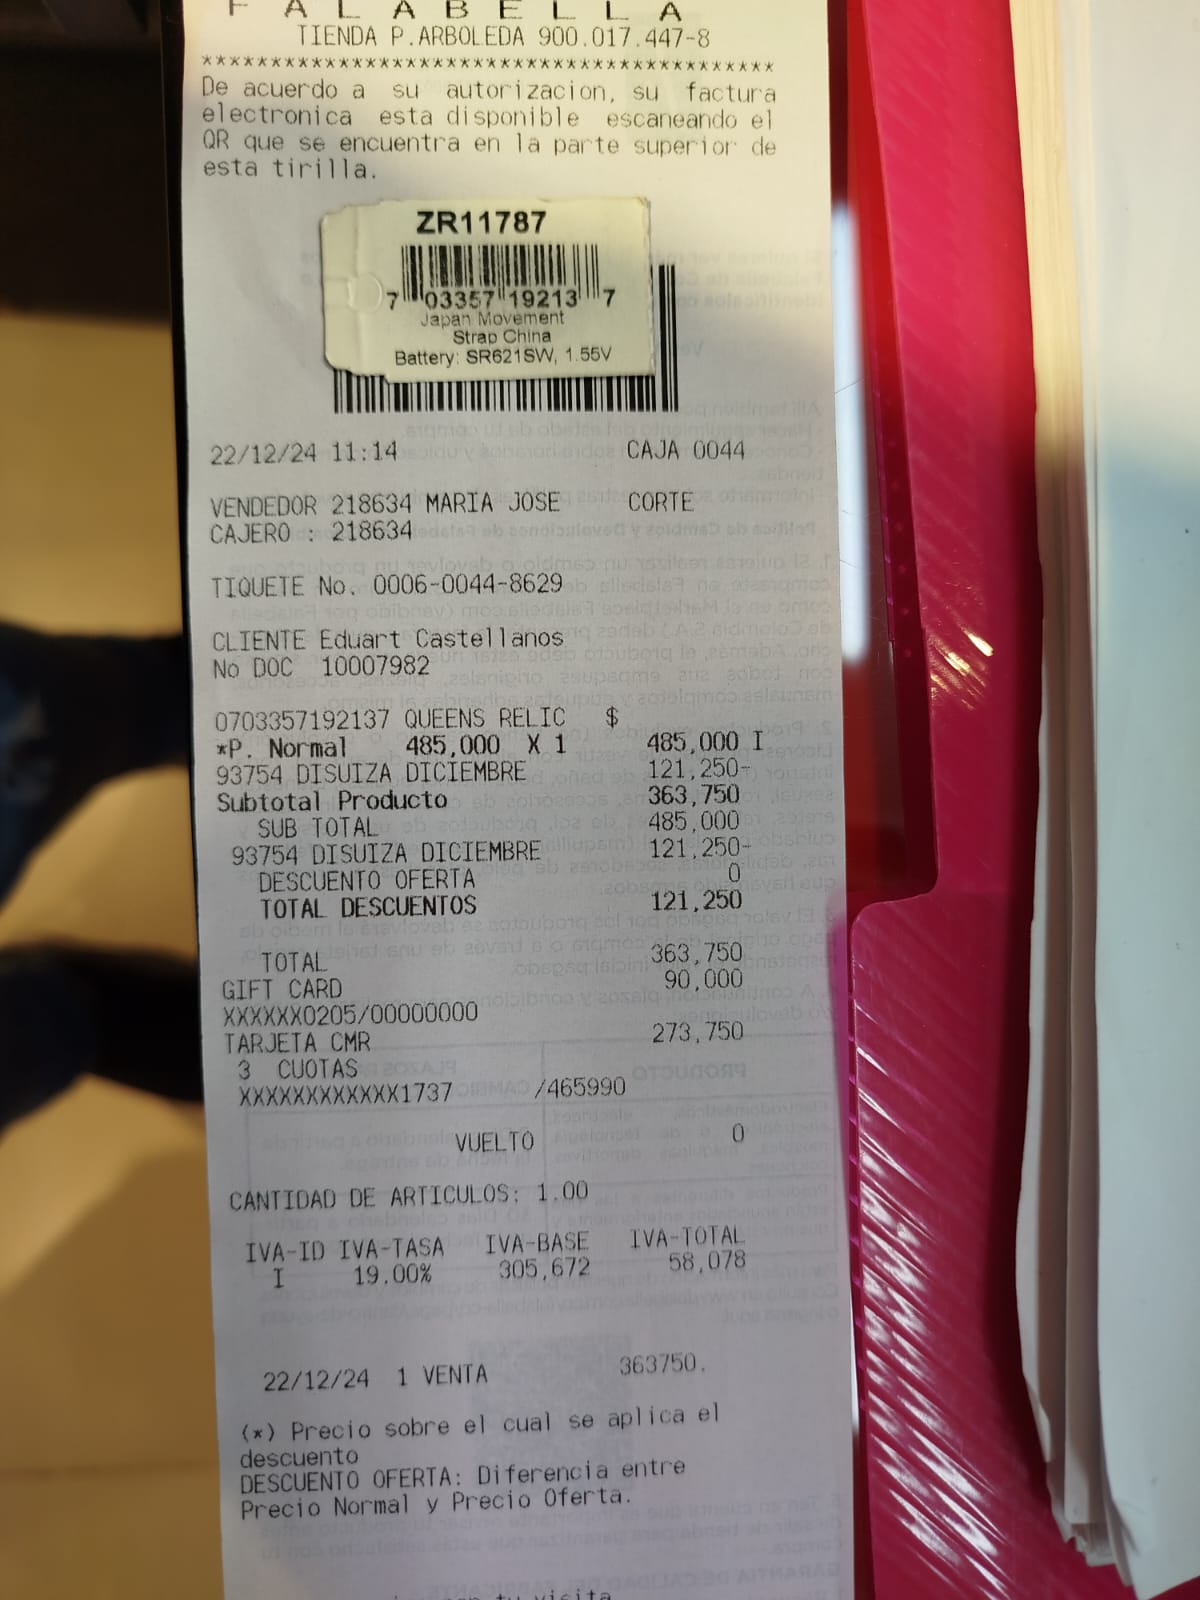 FALABELLA
TIENDA P.ARBOLEDA 900.017.447-8
******************************************
De acuerdo a su autorizacion, su factura
electronica esta disponible escaneando el
QR que se encuentra en la parte superior de
esta tirilla.
ZR11787
7 03357 19213 7
Japan Movement
Strap China
Battery: SR621SW, 1.55V
22/12/24 11:14 CAJA 0044
VENDEDOR 218634 MARIA JOSE CORTE
CAJERO : 218634
TIQUETE No. 0006-0044-8629
CLIENTE Eduart Castellanos
No DOC 10007982
0703357192137 QUEENS RELIC $
*P. Normal 485,000 X 1 485,000 I
93754 DISUIZA DICIEMBRE 121,250-
Subtotal Producto 363,750
SUB TOTAL 485,000
93754 DISUIZA DICIEMBRE 121,250-
DESCUENTO OFERTA 0
TOTAL DESCUENTOS 121,250
TOTAL 363,750
GIFT CARD 90,000
XXXXXX0205/00000000
TARJETA CMR 273,750
3 CUOTAS
XXXXXXXXXXXX1737 /465990
VUELTO 0
CANTIDAD DE ARTICULOS: 1.00
IVA-ID IVA-TASA IVA-BASE IVA-TOTAL
I 19.00% 305,672 58,078
22/12/24 1 VENTA 363750.
(*) Precio sobre el cual se aplica el
descuento
DESCUENTO OFERTA: Diferencia entre
Precio Normal y Precio Oferta.
tu visita